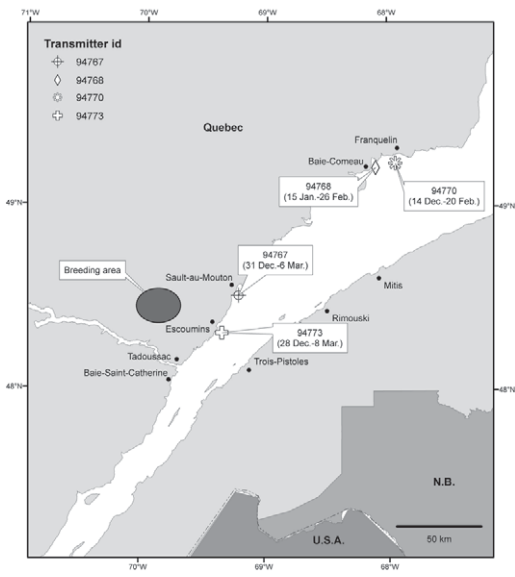 71°W
70°W
69°W
68°W
Transmitter id
94767
94768
94770
94773
Quebec
Franquelin
Baie-Comeau
94768
(15 Jan.-26 Feb.)
94770
(14 Dec.-20 Feb.)
49°N
49°N
94767
(31 Dec.-6 Mar.)
Breeding area
Sault-au-Mouton
Mitis
Rimouski
Escoumins
94773
(28 Dec.-8 Mar.)
Tadoussac
Trois-Pistoles
Baie-Saint-Catherine
48°N
48°N
N.B.
U.S.A.
50 km
70°W
69°W
68°W